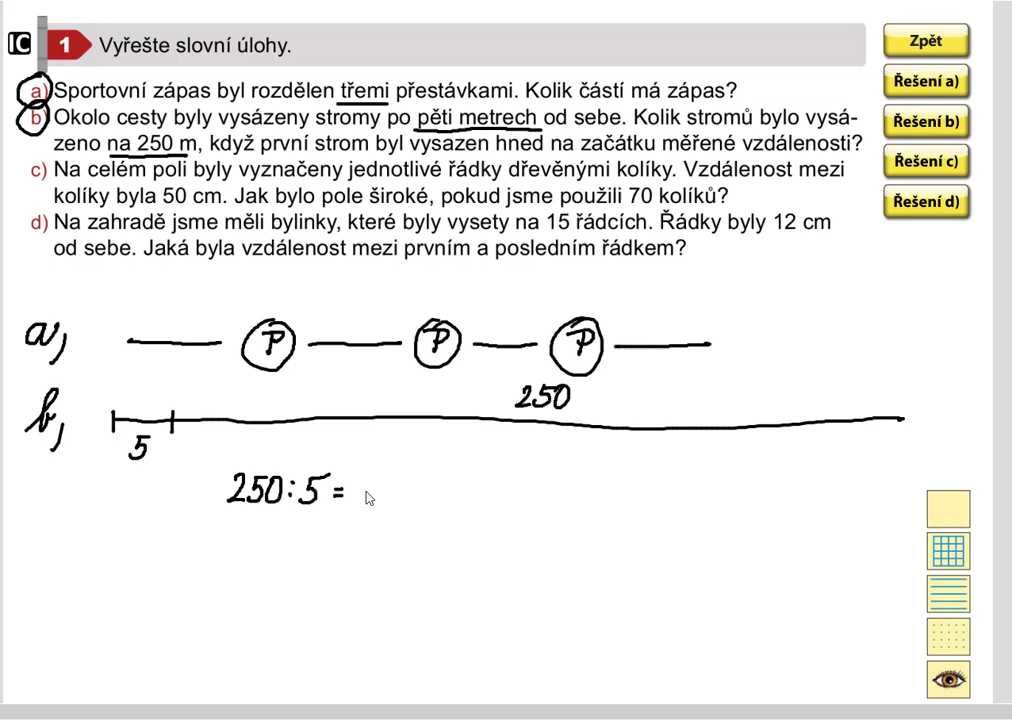 IC 1 Vyřešte slovní úlohy.
a) Sportovní zápas byl rozdělen třemi přestávkami. Kolik částí má zápas?
b) Okolo cesty byly vysázeny stromy po pěti metrech od sebe. Kolik stromů bylo vysá-
zeno na 250 m, když první strom byl vysazen hned na začátku měřené vzdálenosti?
c) Na celém poli byly vyznačeny jednotlivé řádky dřevěnými kolíky. Vzdálenost mezi
kolíky byla 50 cm. Jak bylo pole široké, pokud jsme použili 70 kolíků?
d) Na zahradě jsme měli bylinky, které byly vysety na 15 řádcích. Řádky byly 12 cm
od sebe. Jaká byla vzdálenost mezi prvním a posledním řádkem?
Zpět
Řešení a)
Řešení b)
Řešení c)
Řešení d)
a, P P P
250
b,
5
250:5=